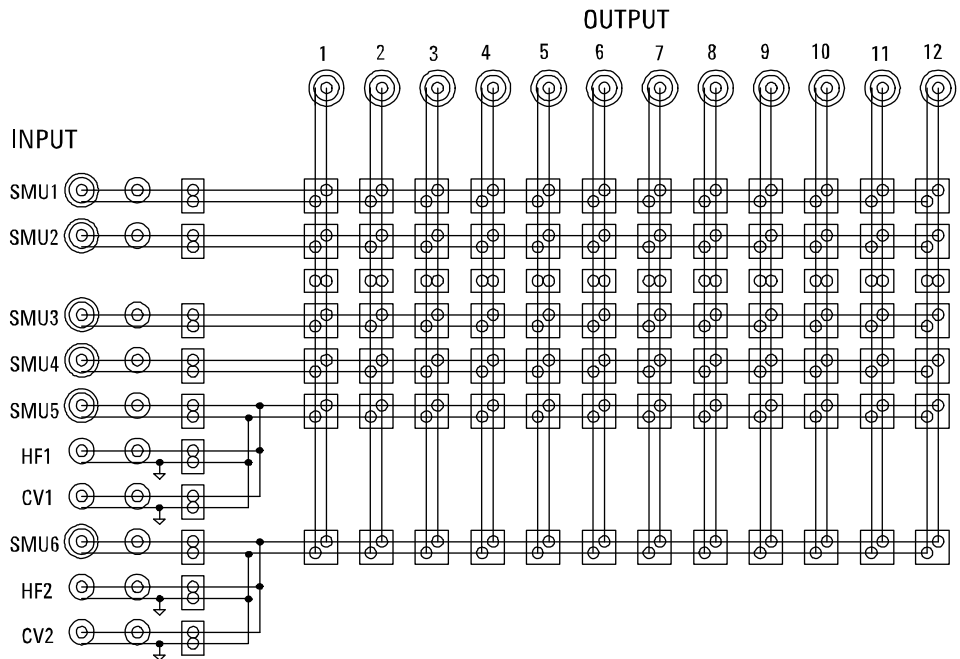 OUTPUT
1 2 3 4 5 6 7 8 9 10 11 12
INPUT
SMU1
SMU2
SMU3
SMU4
SMU5
HF1
CV1
SMU6
HF2
CV2